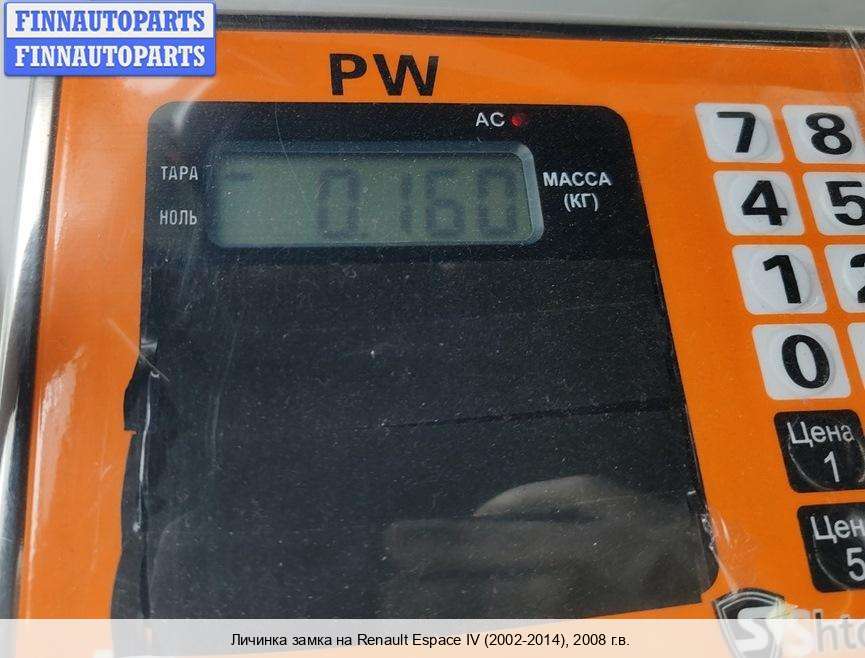 FINNAUTOPARTS
FINNAUTOPARTS
PW
AC
7 8
ТАРА
0.160
МАССА
(КГ)
НОЛЬ
4 5
1 2
0
Цена
1
Цен
5
Shto
Личинка замка на Renault Espace IV (2002-2014), 2008 г.в.